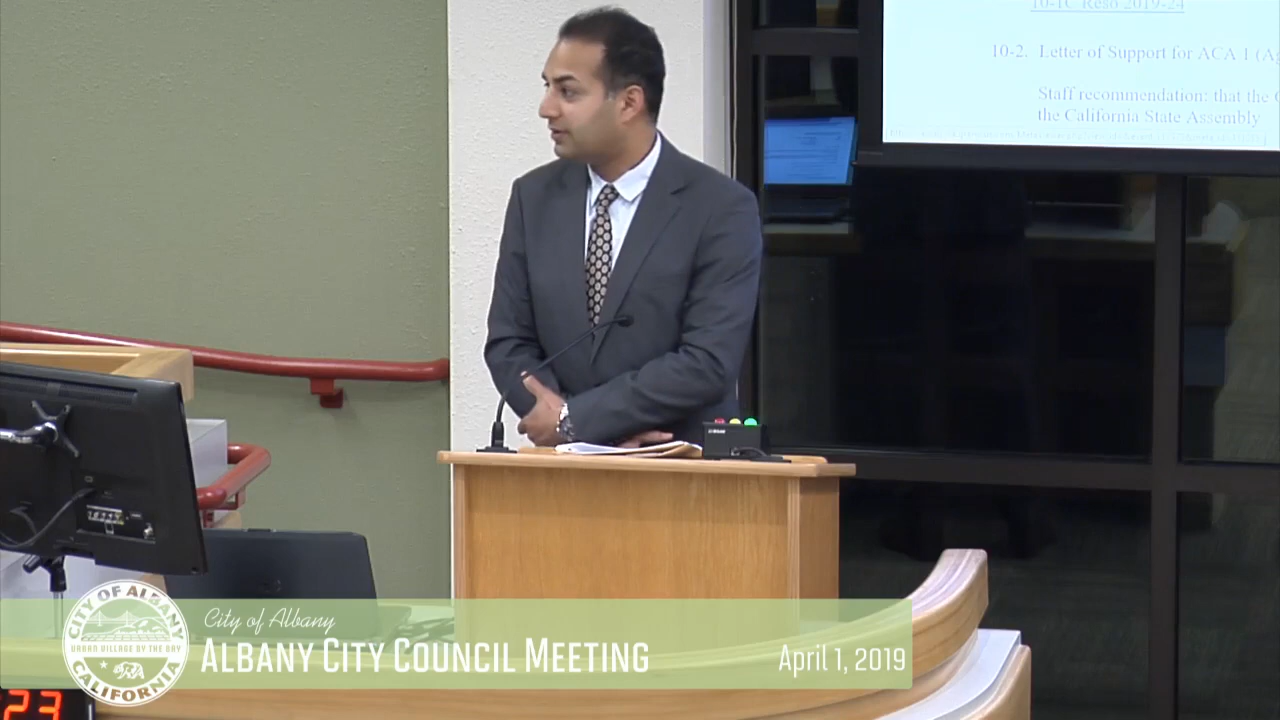 10-1C Reso 2019-24
10-2. Letter of Support for ACA 1 (Ag
Staff recommendation: that the C
the California State Assembly
CITY OF ALBANY
URBAN VILLAGE BY THE BAY
CALIFORNIA
City of Albany
ALBANY CITY COUNCIL MEETING
April 1, 2019
23